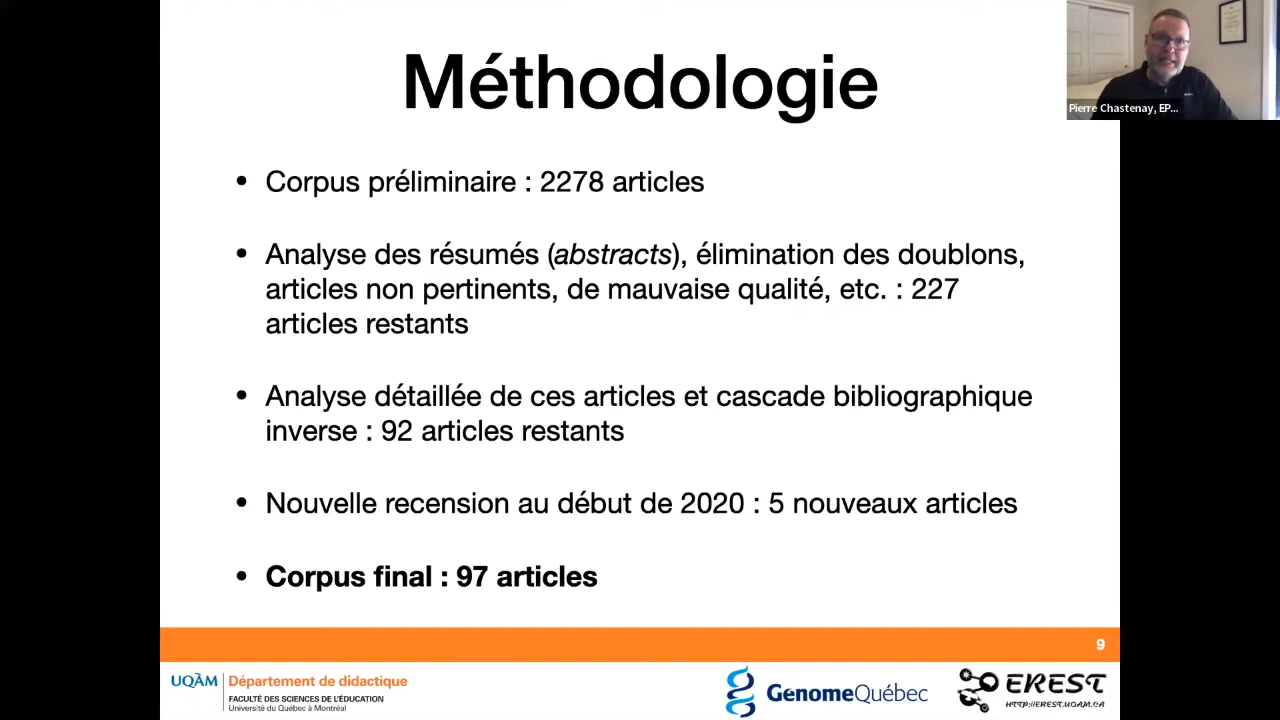 Méthodologie
Pierre Chastenay, EP...
• Corpus préliminaire : 2278 articles
• Analyse des résumés (abstracts), élimination des doublons,
articles non pertinents, de mauvaise qualité, etc. : 227
articles restants
• Analyse détaillée de ces articles et cascade bibliographique
inverse : 92 articles restants
• Nouvelle recension au début de 2020 : 5 nouveaux articles
• Corpus final : 97 articles
9
UQÀM
Département de didactique
FACULTÉ DES SCIENCES DE L'ÉDUCATION
Université du Québec à Montréal
GenomeQuébec
EREST
HTTP://EREST.UQAM.CA